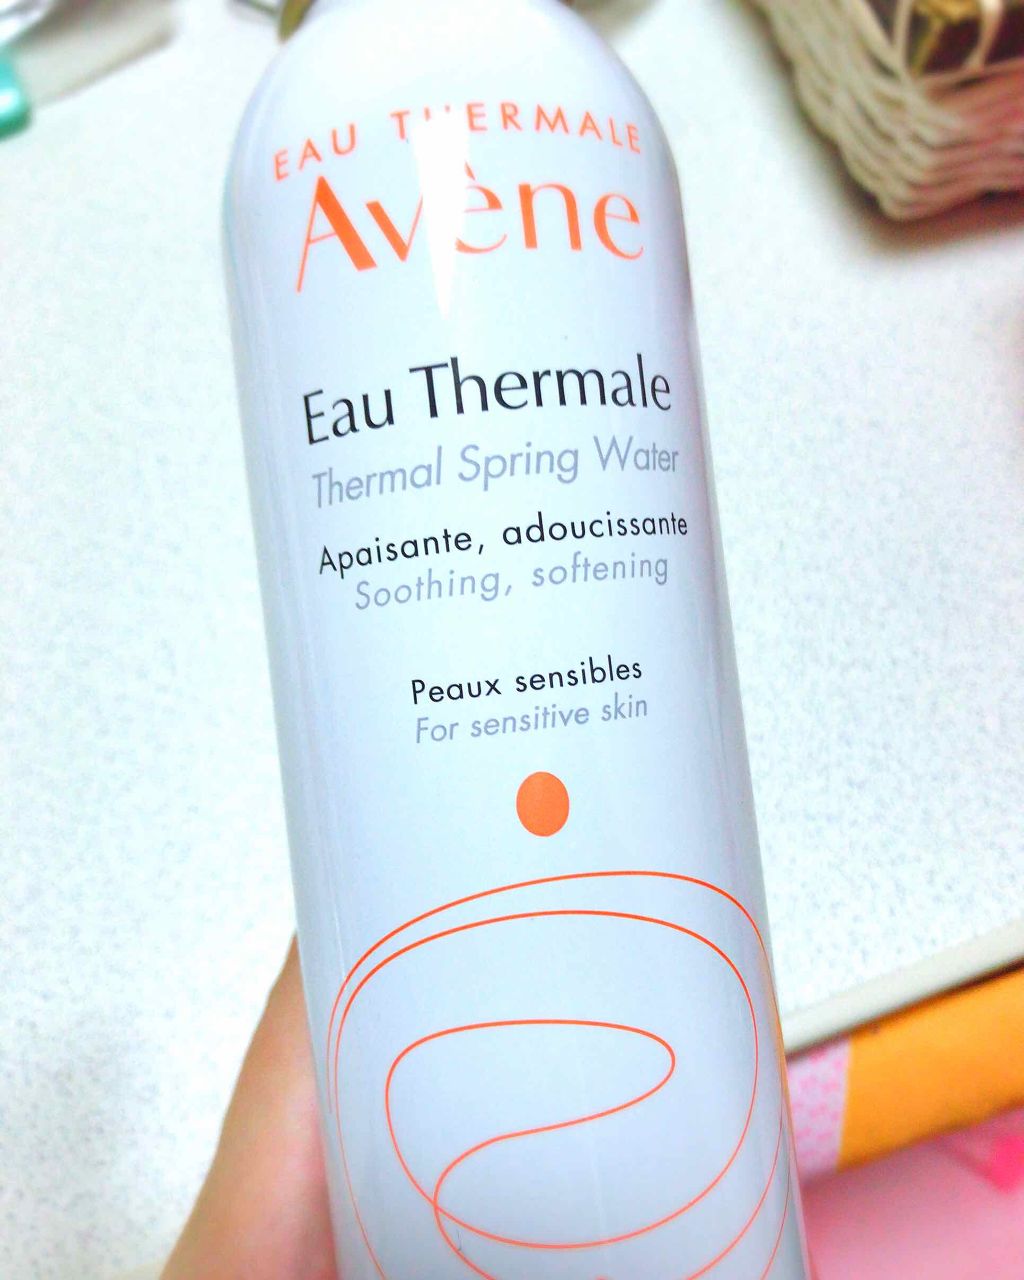 EAU THERMALE
Avène
Eau Thermale
Thermal Spring Water
Apaisante, adoucissante
Soothing, softening
Peaux sensibles
For sensitive skin